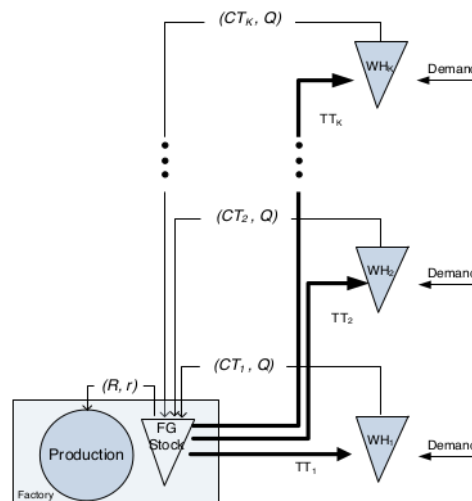 (CT_K, Q)
WH_K
Demand
TT_K
(CT_2, Q)
WH_2
Demand
TT_2
(CT_1, Q)
(R, r)
FG
Stock
WH_1
Production
Demand
TT_1
Factory